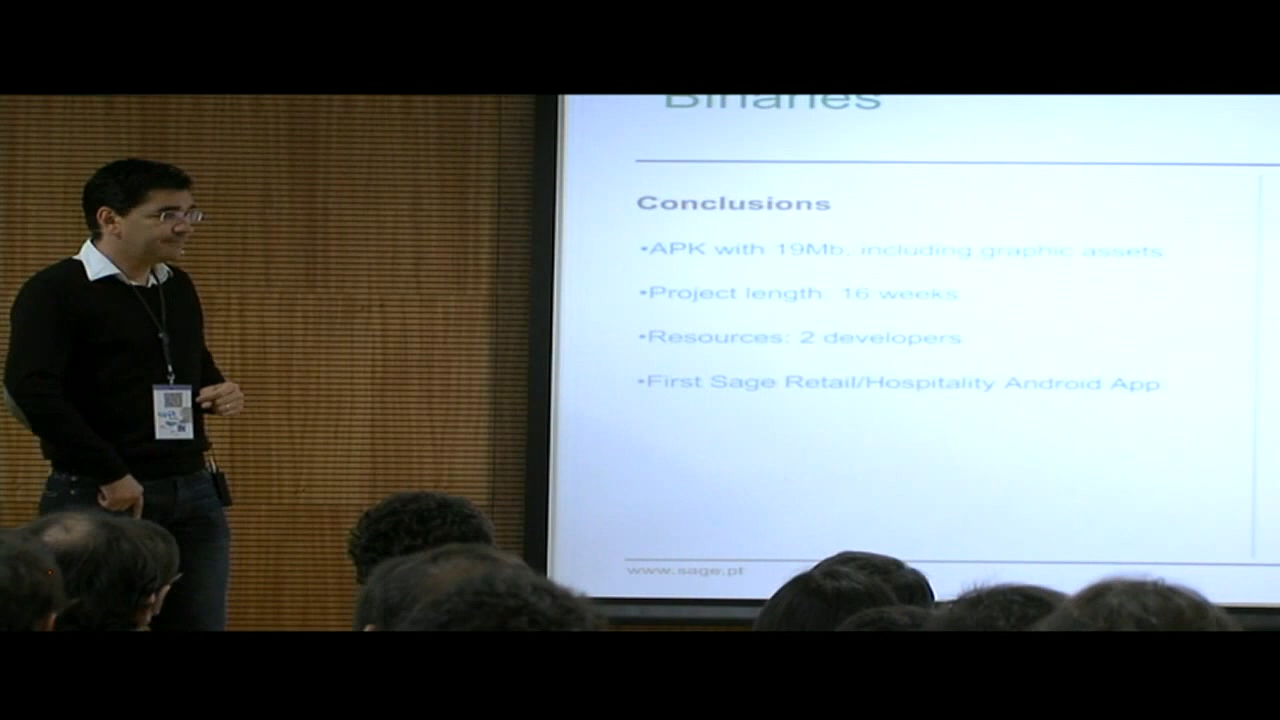 Binaries
Conclusions
•APK with 19Mb, including graphic assets
•Project length: 16 weeks
•Resources: 2 developers
•First Sage Retail/Hospitality Android App
www.sage.pt